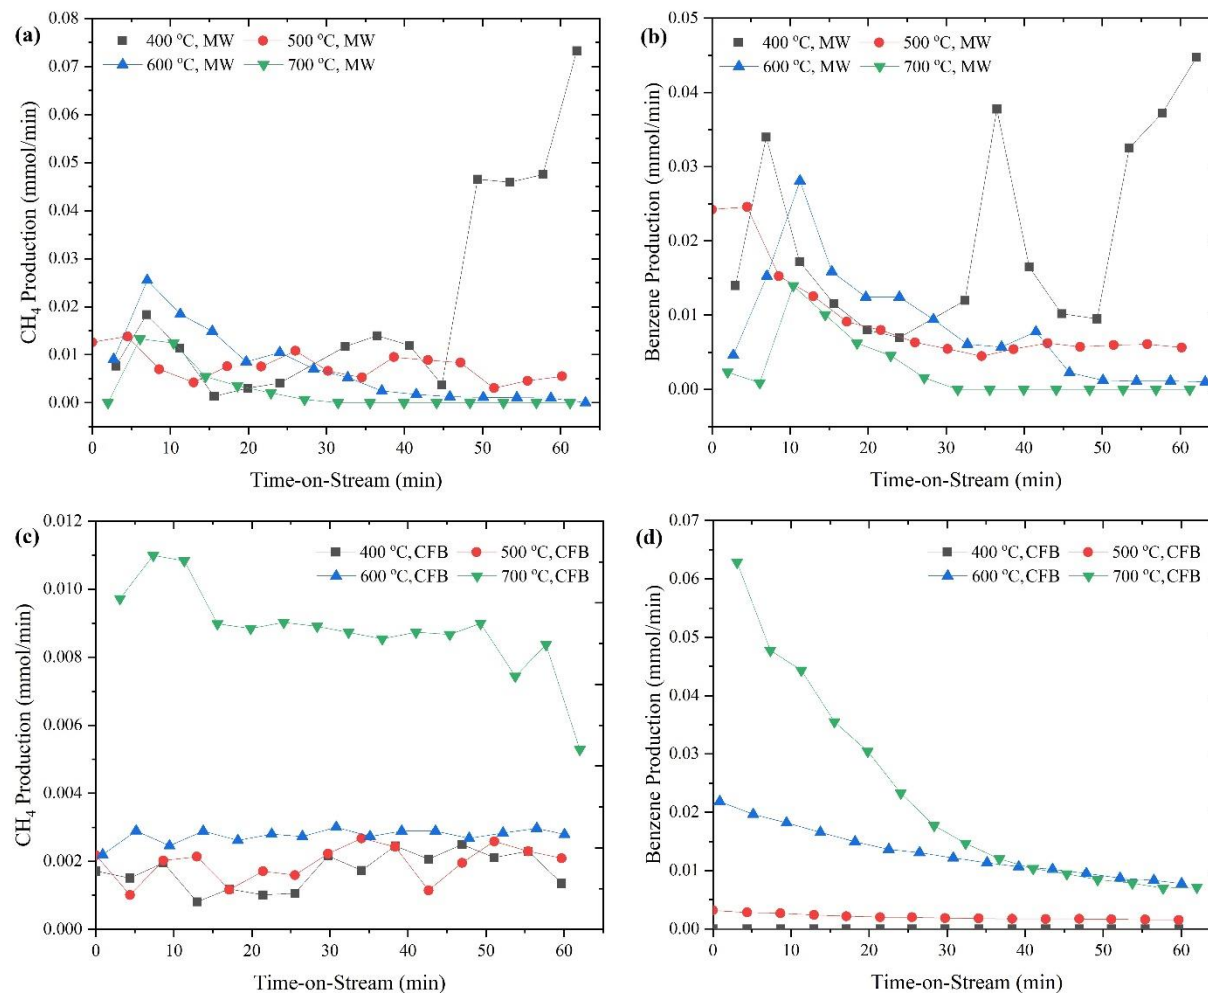 (a)
400 °C, MW 500 °C, MW
600 °C, MW 700 °C, MW
CH₄ Production (mmol/min)
0.08
0.07
0.06
0.05
0.04
0.03
0.02
0.01
0.00
0 10 20 30 40 50 60
Time-on-Stream (min)
(b)
400 °C, MW 500 °C, MW
600 °C, MW 700 °C, MW
Benzene Production (mmol/min)
0.05
0.04
0.03
0.02
0.01
0.00
0 10 20 30 40 50 60
Time-on-Stream (min)
(c)
400 °C, CFB 500 °C, CFB
600 °C, CFB 700 °C, CFB
CH₄ Production (mmol/min)
0.012
0.010
0.008
0.006
0.004
0.002
0.000
0 10 20 30 40 50 60
Time-on-Stream (min)
(d)
400 °C, CFB 500 °C, CFB
600 °C, CFB 700 °C, CFB
Benzene Production (mmol/min)
0.07
0.06
0.05
0.04
0.03
0.02
0.01
0.00
0 10 20 30 40 50 60
Time-on-Stream (min)